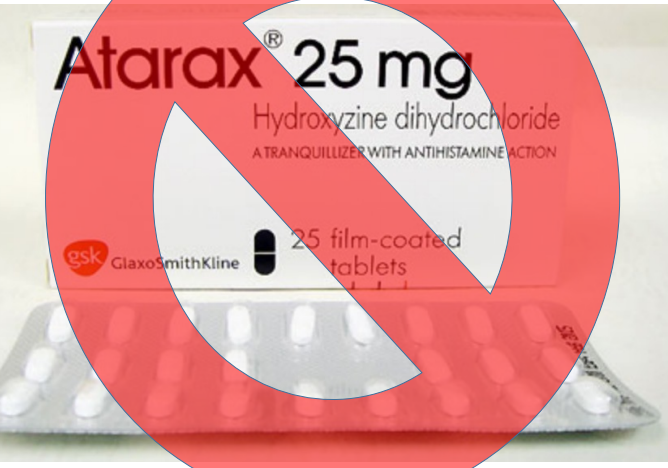 Atarax® 25 mg
Hydroxyzine dihydrochloride
A TRANQUILLIZER WITH ANTIHISTAMINE ACTION
25 film-coated
tablets
gsk GlaxoSmithKline